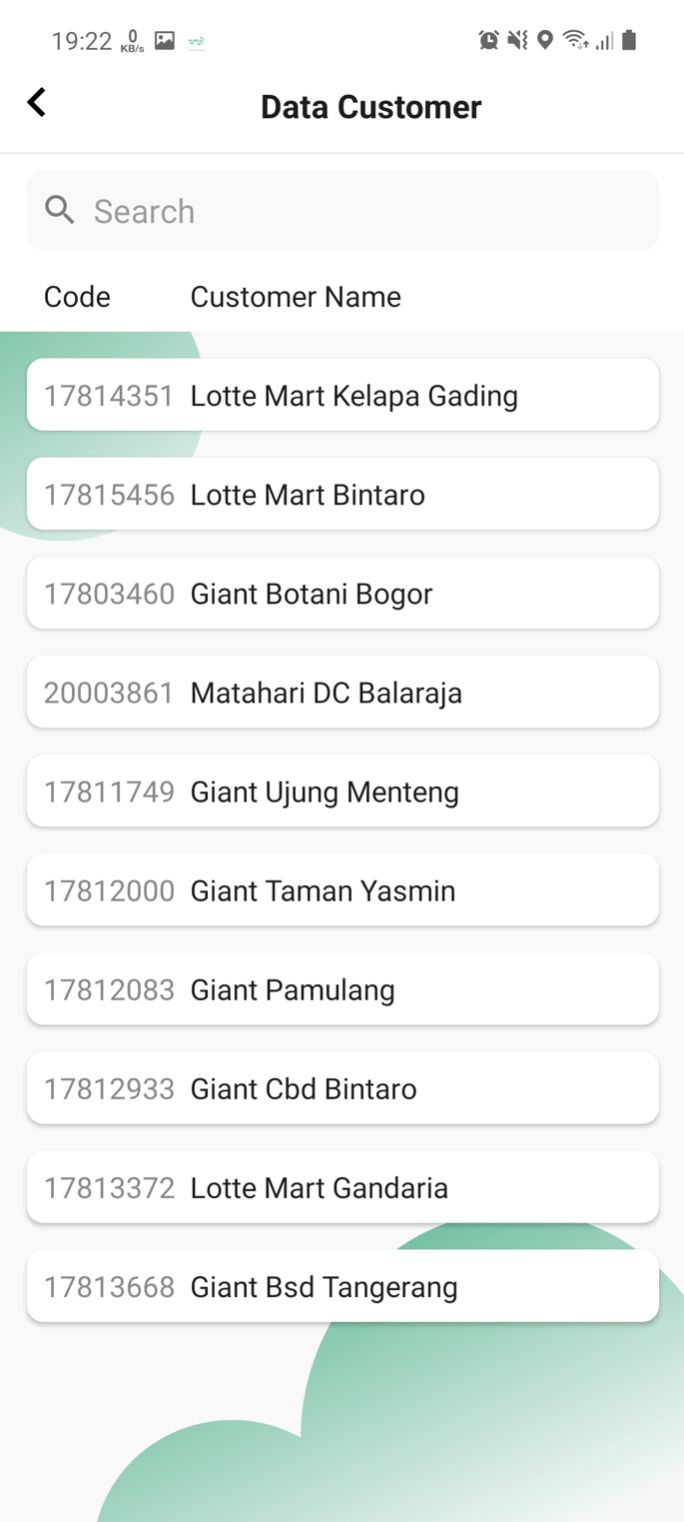 19:22 0 KB/s
Data Customer
Search
Code Customer Name
17814351 Lotte Mart Kelapa Gading
17815456 Lotte Mart Bintaro
17803460 Giant Botani Bogor
20003861 Matahari DC Balaraja
17811749 Giant Ujung Menteng
17812000 Giant Taman Yasmin
17812083 Giant Pamulang
17812933 Giant Cbd Bintaro
17813372 Lotte Mart Gandaria
17813668 Giant Bsd Tangerang